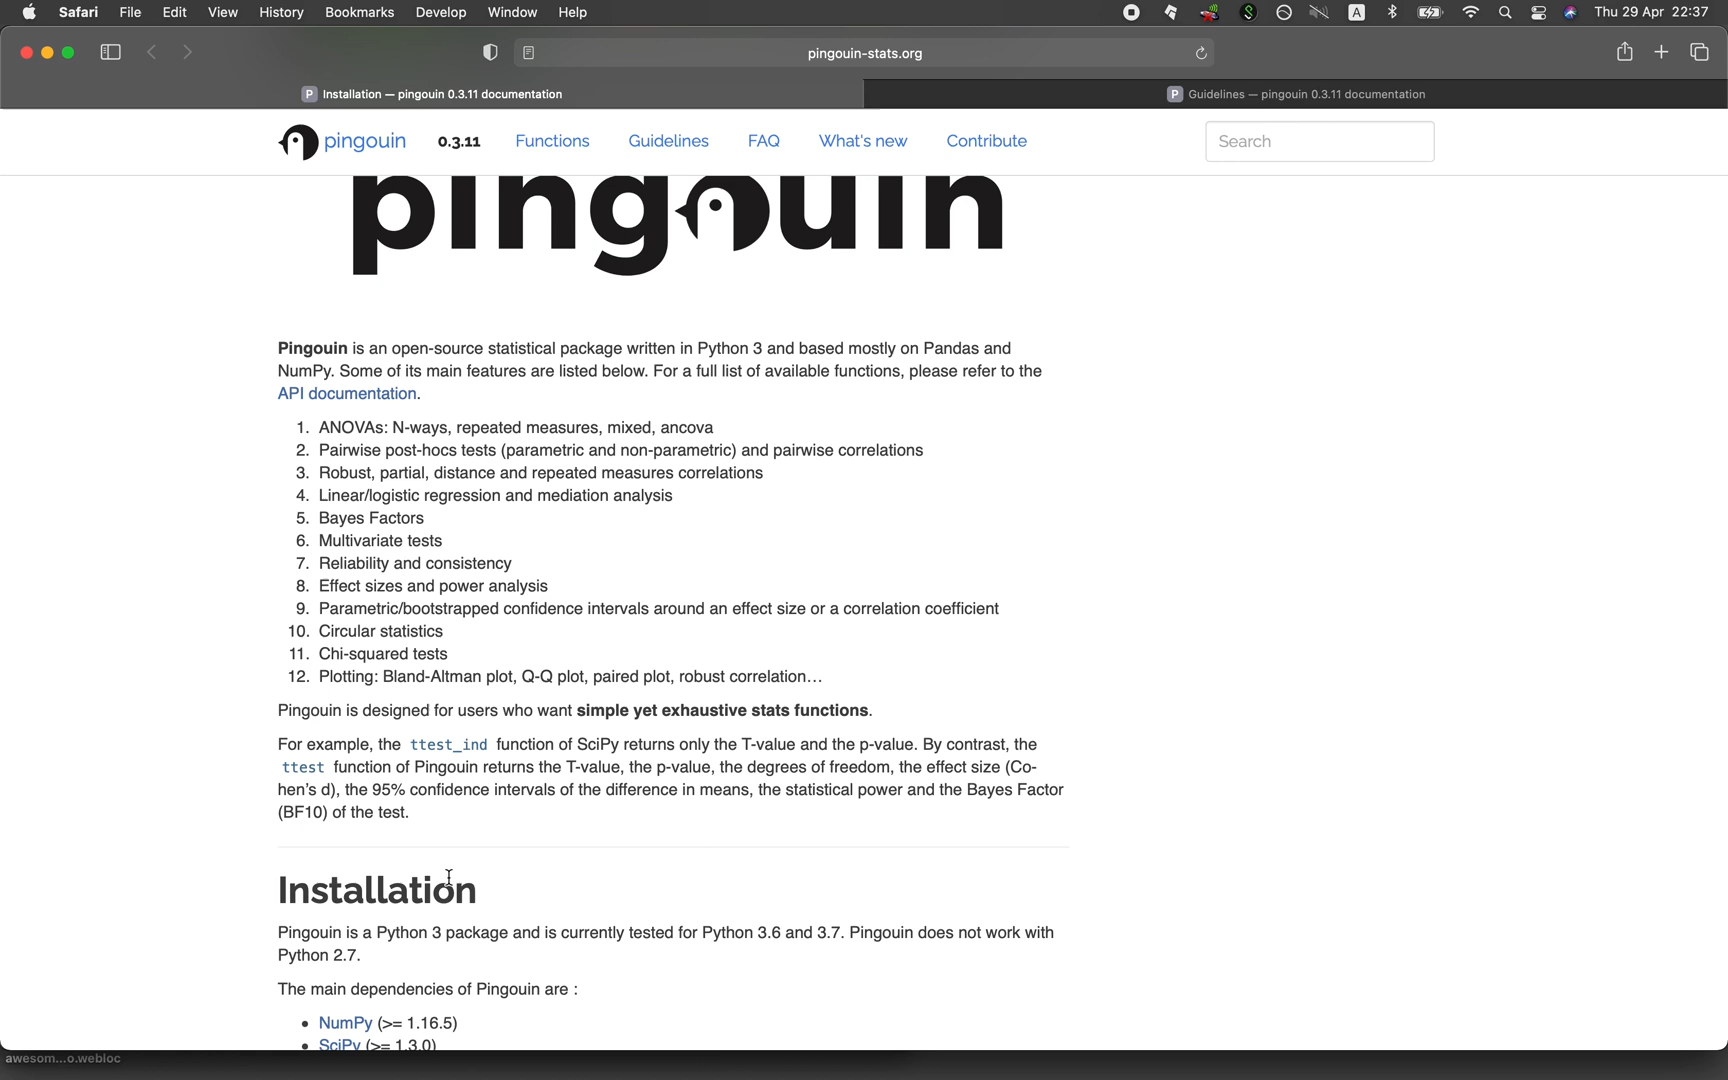 Safari File Edit View History Bookmarks Develop Window Help A Thu 29 Apr 22:37
pingouin-stats.org
P Installation — pingouin 0.3.11 documentation
P Guidelines — pingouin 0.3.11 documentation
pingouin 0.3.11 Functions Guidelines FAQ What's new Contribute Search
pingouin
Pingouin is an open-source statistical package written in Python 3 and based mostly on Pandas and
NumPy. Some of its main features are listed below. For a full list of available functions, please refer to the
API documentation.
1. ANOVAs: N-ways, repeated measures, mixed, ancova
2. Pairwise post-hocs tests (parametric and non-parametric) and pairwise correlations
3. Robust, partial, distance and repeated measures correlations
4. Linear/logistic regression and mediation analysis
5. Bayes Factors
6. Multivariate tests
7. Reliability and consistency
8. Effect sizes and power analysis
9. Parametric/bootstrapped confidence intervals around an effect size or a correlation coefficient
10. Circular statistics
11. Chi-squared tests
12. Plotting: Bland-Altman plot, Q-Q plot, paired plot, robust correlation…
Pingouin is designed for users who want simple yet exhaustive stats functions.
For example, the ttest_ind function of SciPy returns only the T-value and the p-value. By contrast, the
ttest function of Pingouin returns the T-value, the p-value, the degrees of freedom, the effect size (Co-
hen's d), the 95% confidence intervals of the difference in means, the statistical power and the Bayes Factor
(BF10) of the test.
Installation
Pingouin is a Python 3 package and is currently tested for Python 3.6 and 3.7. Pingouin does not work with
Python 2.7.
The main dependencies of Pingouin are :
• NumPy (>= 1.16.5)
• SciPy (>= 1.3.0)
awesom...o.webloc